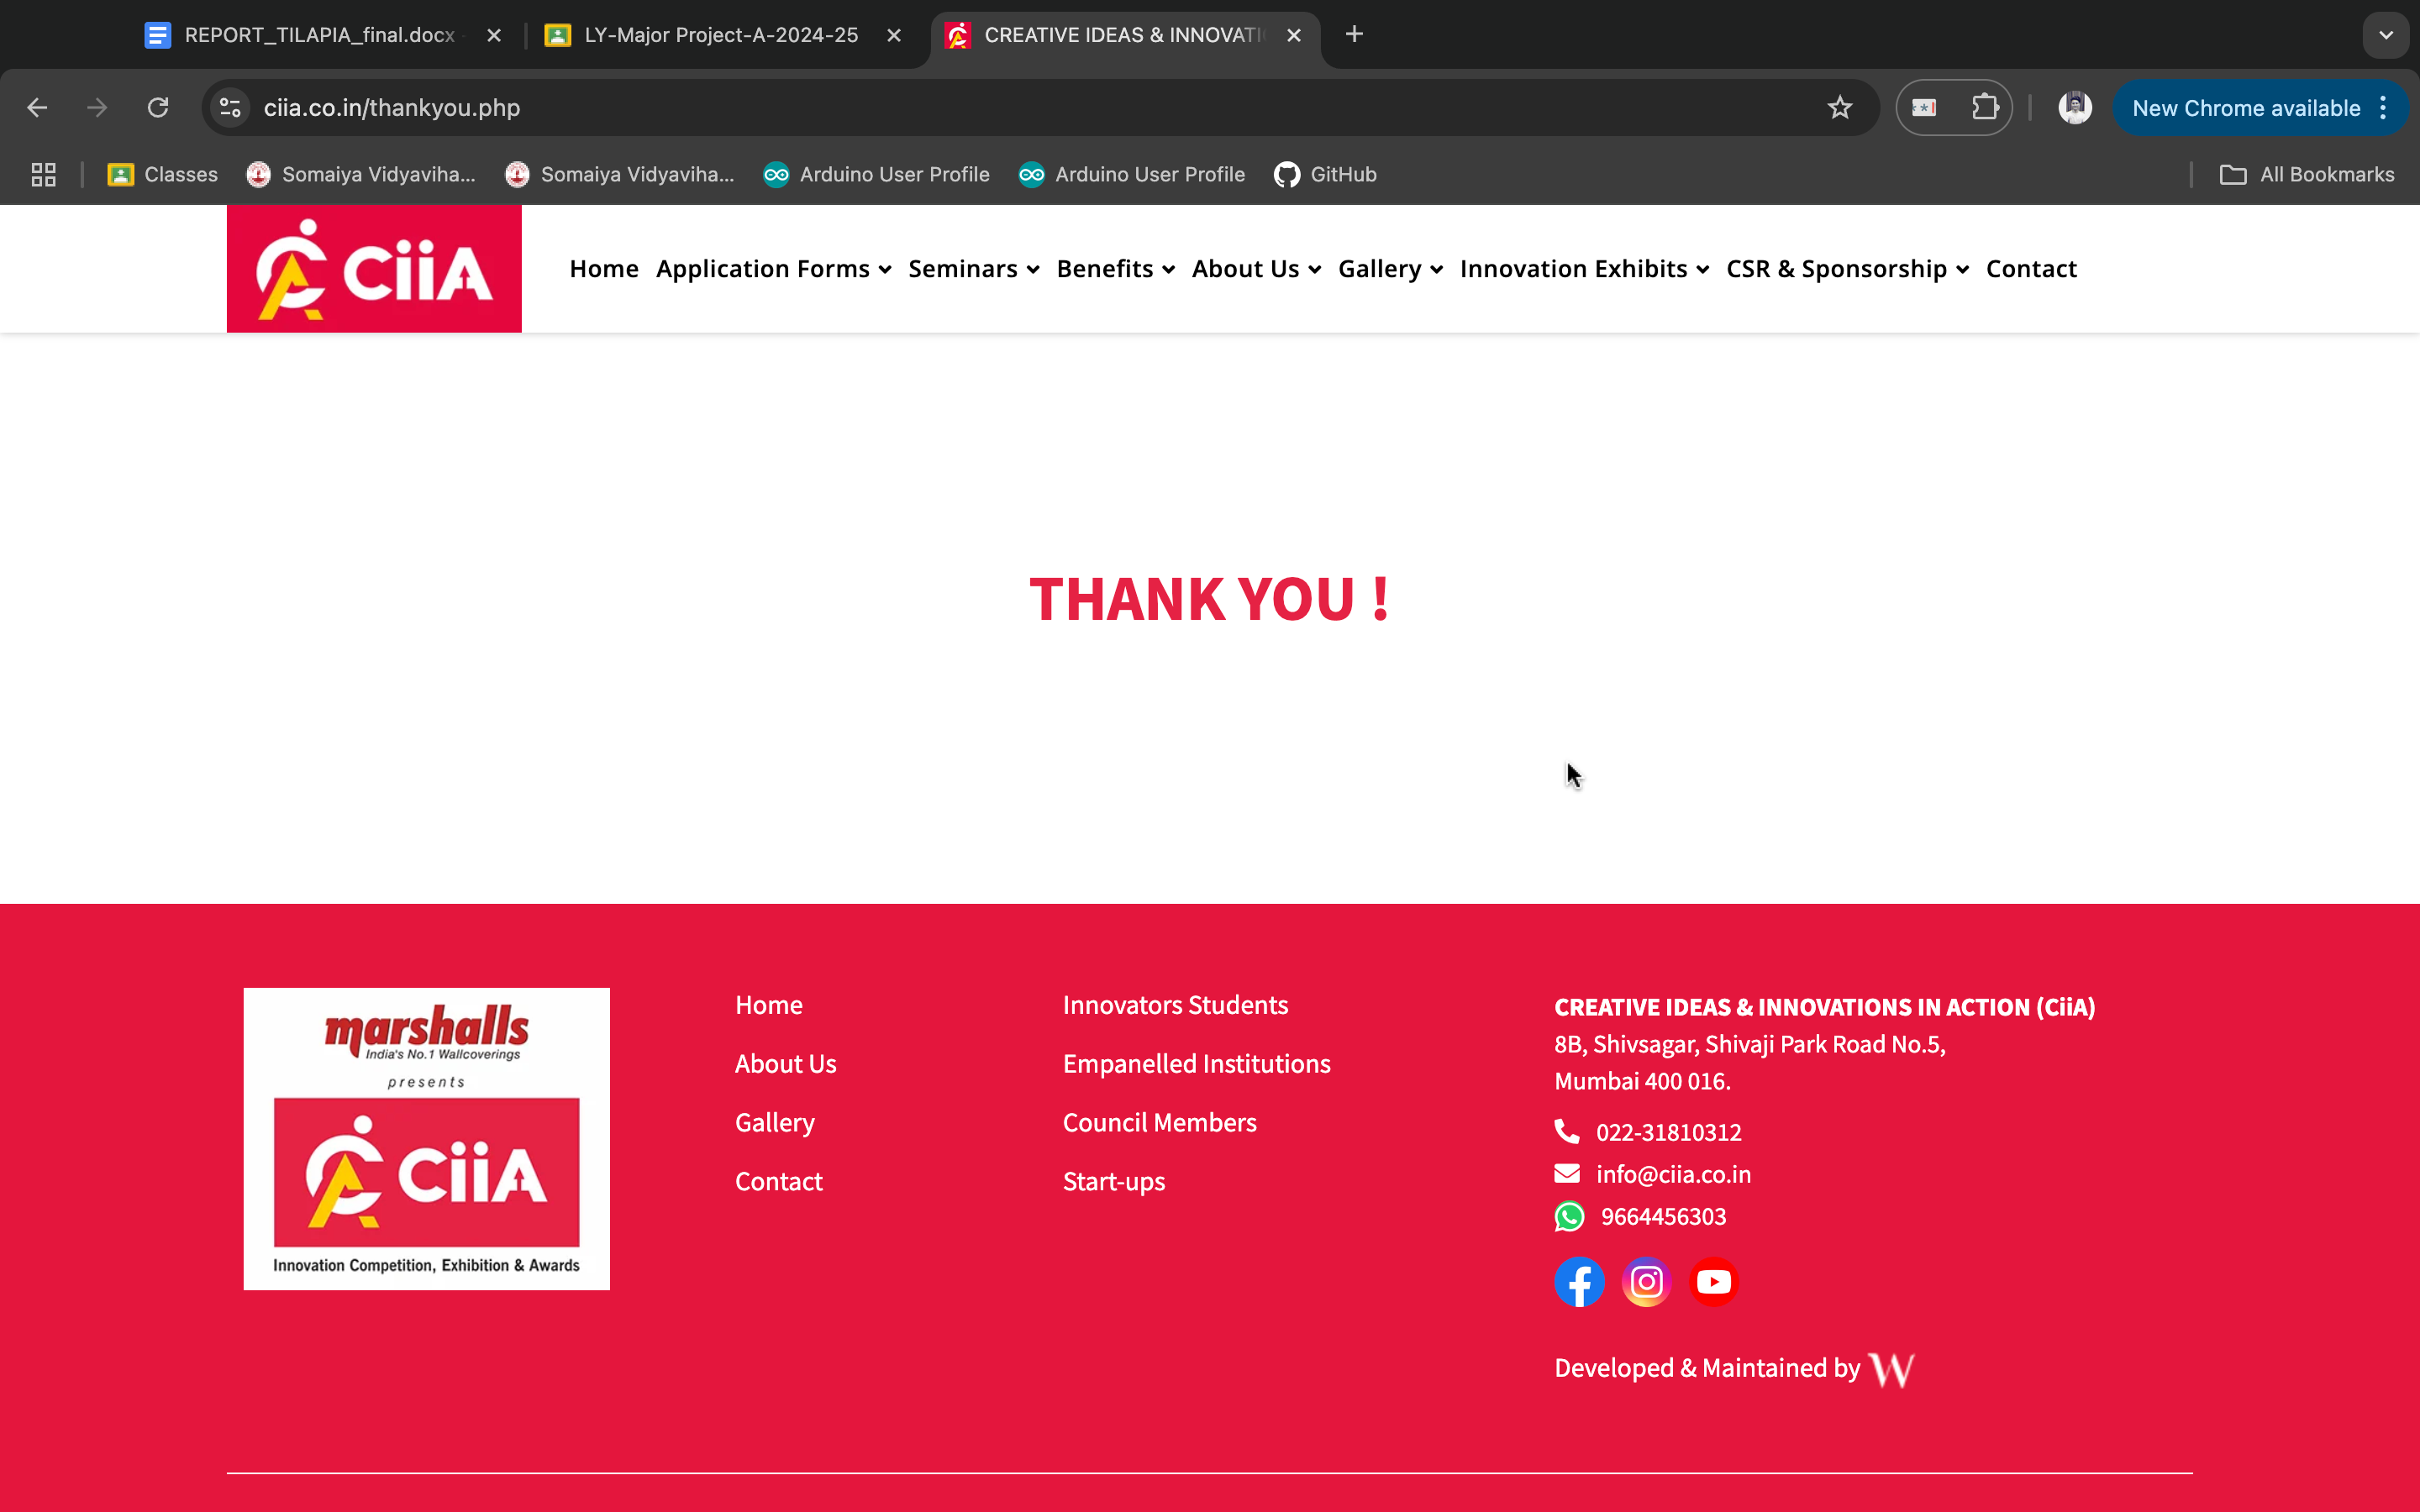 REPORT_TILAPIA_final.docx
LY-Major Project-A-2024-25
CREATIVE IDEAS & INNOVATI
ciia.co.in/thankyou.php
New Chrome available
Classes
Somaiya Vidyaviha...
Somaiya Vidyaviha...
Arduino User Profile
Arduino User Profile
GitHub
All Bookmarks
CiiA
Home
Application Forms
Seminars
Benefits
About Us
Gallery
Innovation Exhibits
CSR & Sponsorship
Contact
THANK YOU !
marshalls
India's No.1 Wallcoverings
presents
CiiA
Innovation Competition, Exhibition & Awards
Home
About Us
Gallery
Contact
Innovators Students
Empanelled Institutions
Council Members
Start-ups
CREATIVE IDEAS & INNOVATIONS IN ACTION (CiiA)
8B, Shivsagar, Shivaji Park Road No.5,
Mumbai 400 016.
022-31810312
info@ciia.co.in
9664456303
Developed & Maintained by W